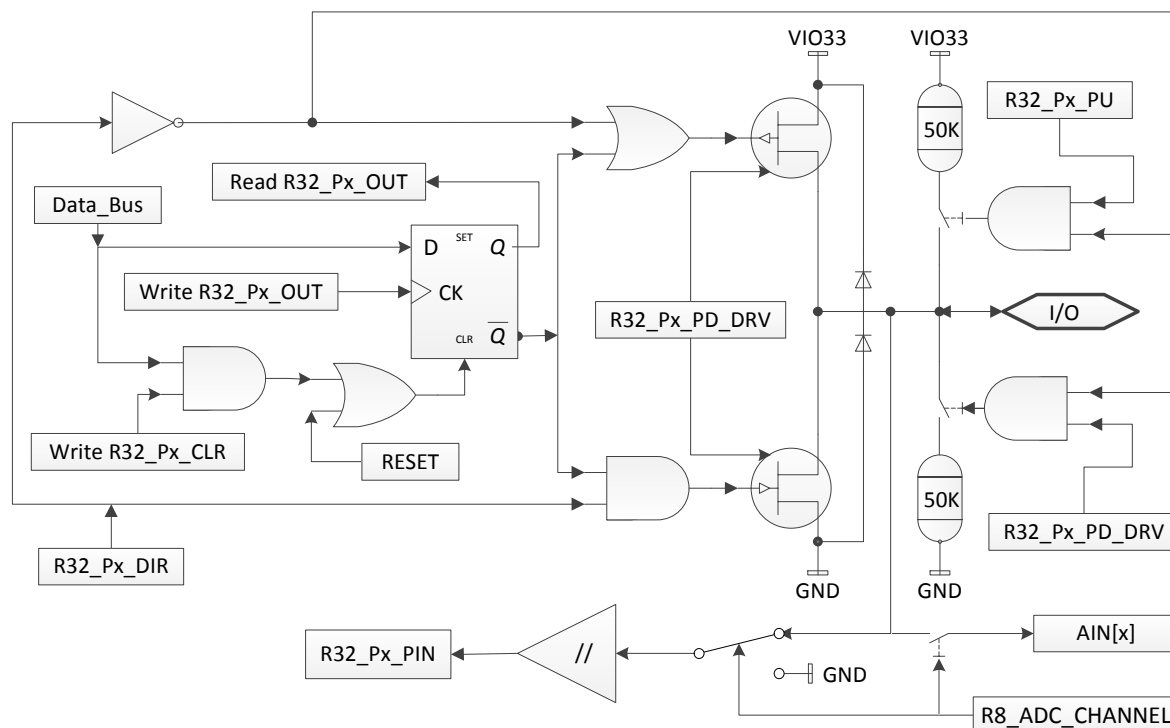 VIO33
VIO33
R32_Px_PU
50K
Read R32_Px_OUT
Data_Bus
D
SET
Q
Write R32_Px_OUT
CK
R32_Px_PD_DRV
I/O
CLR
Q
Write R32_Px_CLR
RESET
50K
R32_Px_PD_DRV
R32_Px_DIR
GND
GND
R32_Px_PIN
//
GND
AIN[x]
R8_ADC_CHANNEL